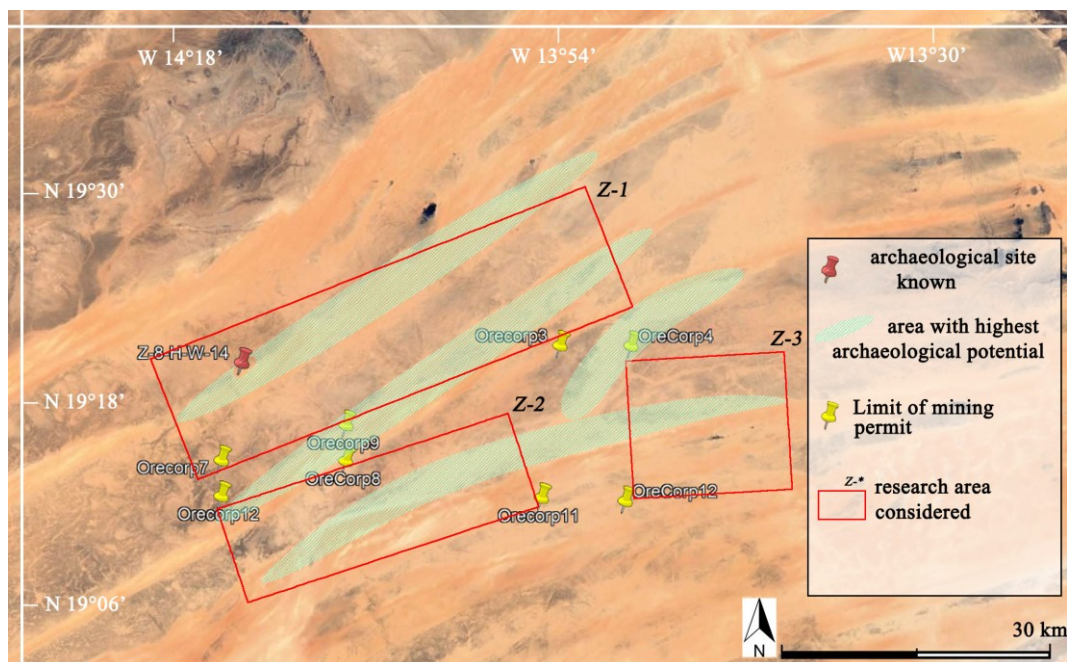 W 14°18'
W 13°54'
W13°30'
N 19°30'
Z-1
Orecorp3
OreCorp4
Z-3
Z-8-H-W-14
N 19°18'
Z-2
Orecorp9
Orecorp7
OreCorp8
Orecorp12
Orecorp11
OreCorp12
N 19°06'
archaeological site
known
area with highest
archaeological potential
Limit of mining
permit
Z-*
research area
considered
N
30 km